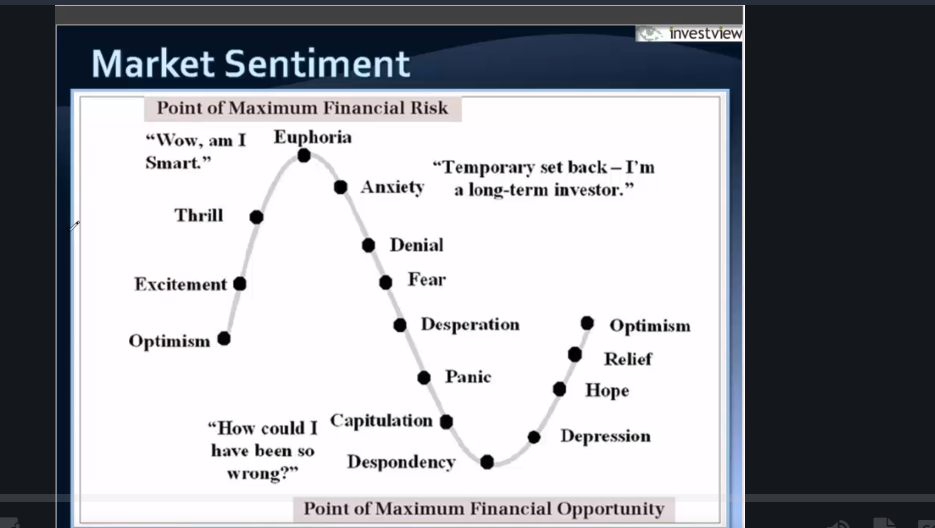 investview
Market Sentiment
Point of Maximum Financial Risk
“Wow, am I
Smart.”
Euphoria
“Temporary set back – I’m
a long-term investor.”
Anxiety
Thrill
Denial
Excitement
Fear
Optimism
Desperation
Optimism
Relief
Panic
Hope
“How could I
have been so
wrong?”
Capitulation
Depression
Despondency
Point of Maximum Financial Opportunity